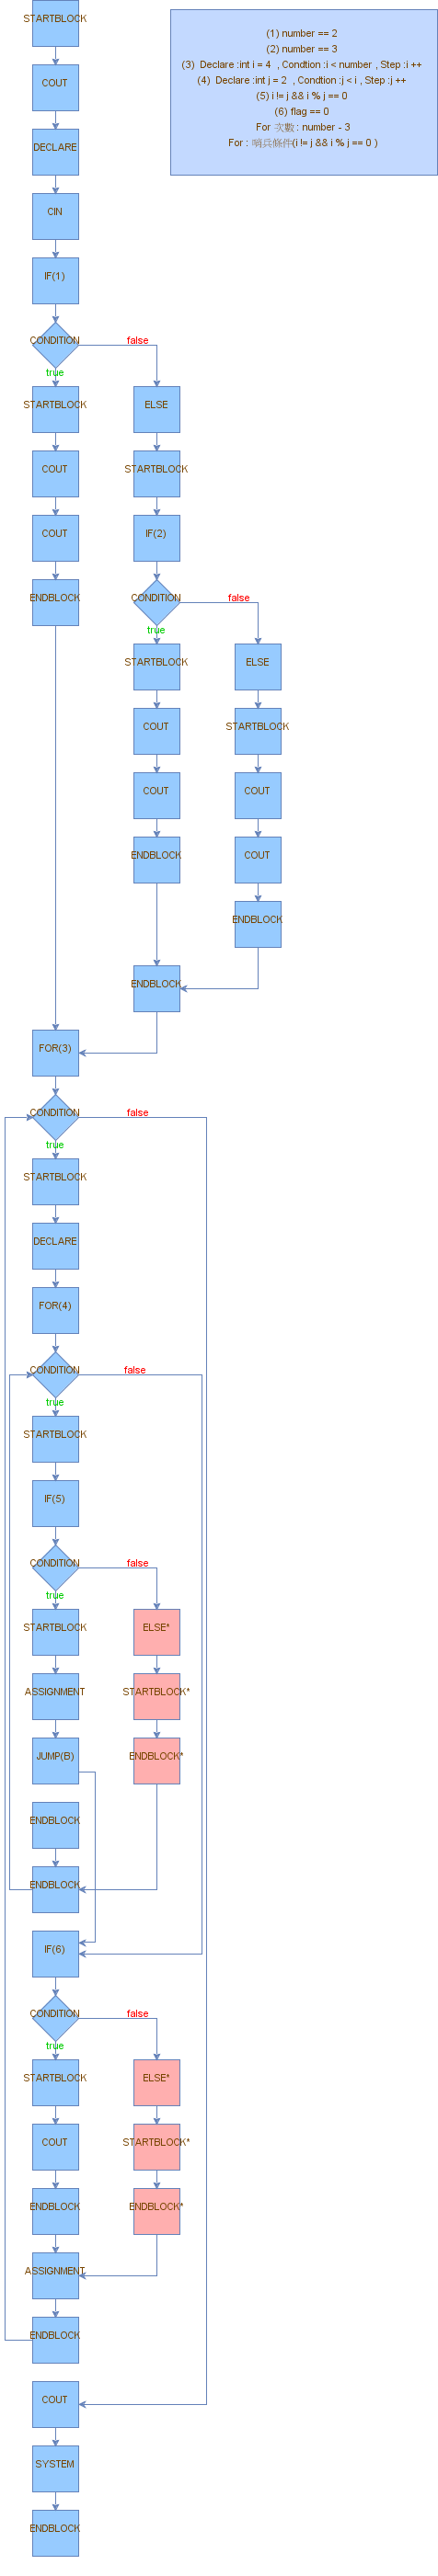 STARTBLOCK
COUT
DECLARE
CIN
IF(1)
(1) number == 2
(2) number == 3
(3) Declare :int i = 4 , Condtion :i < number , Step :i ++
(4) Declare :int j = 2 , Condtion :j < i , Step :j ++
(5) i != j && i % j == 0
(6) flag == 0
For 次數 : number - 3
For : 哨兵條件(i != j && i % j == 0 )
CONDITION
false
true
STARTBLOCK
ELSE
COUT
STARTBLOCK
COUT
IF(2)
ENDBLOCK
CONDITION
false
true
STARTBLOCK
ELSE
COUT
STARTBLOCK
COUT
COUT
ENDBLOCK
COUT
ENDBLOCK
ENDBLOCK
FOR(3)
CONDITION
false
true
STARTBLOCK
DECLARE
FOR(4)
CONDITION
false
true
STARTBLOCK
IF(5)
CONDITION
false
true
STARTBLOCK
ELSE*
ASSIGNMENT
STARTBLOCK*
JUMP(B)
ENDBLOCK*
ENDBLOCK
ENDBLOCK
IF(6)
CONDITION
false
true
STARTBLOCK
ELSE*
COUT
STARTBLOCK*
ENDBLOCK
ENDBLOCK*
ASSIGNMENT
ENDBLOCK
COUT
SYSTEM
ENDBLOCK